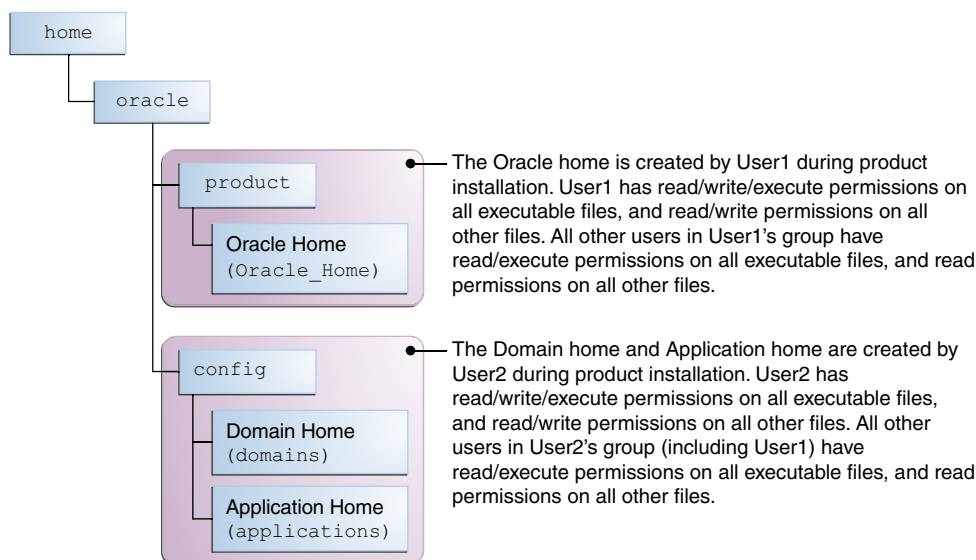 home
oracle
product
Oracle Home
(Oracle_Home)
The Oracle home is created by User1 during product
installation. User1 has read/write/execute permissions on
all executable files, and read/write permissions on all
other files. All other users in User1's group have
read/execute permissions on all executable files, and read
permissions on all other files.
config
Domain Home
(domains)
Application Home
(applications)
The Domain home and Application home are created by
User2 during product installation. User2 has
read/write/execute permissions on all executable files,
and read/write permissions on all other files. All other
users in User2's group (including User1) have
read/execute permissions on all executable files, and read
permissions on all other files.